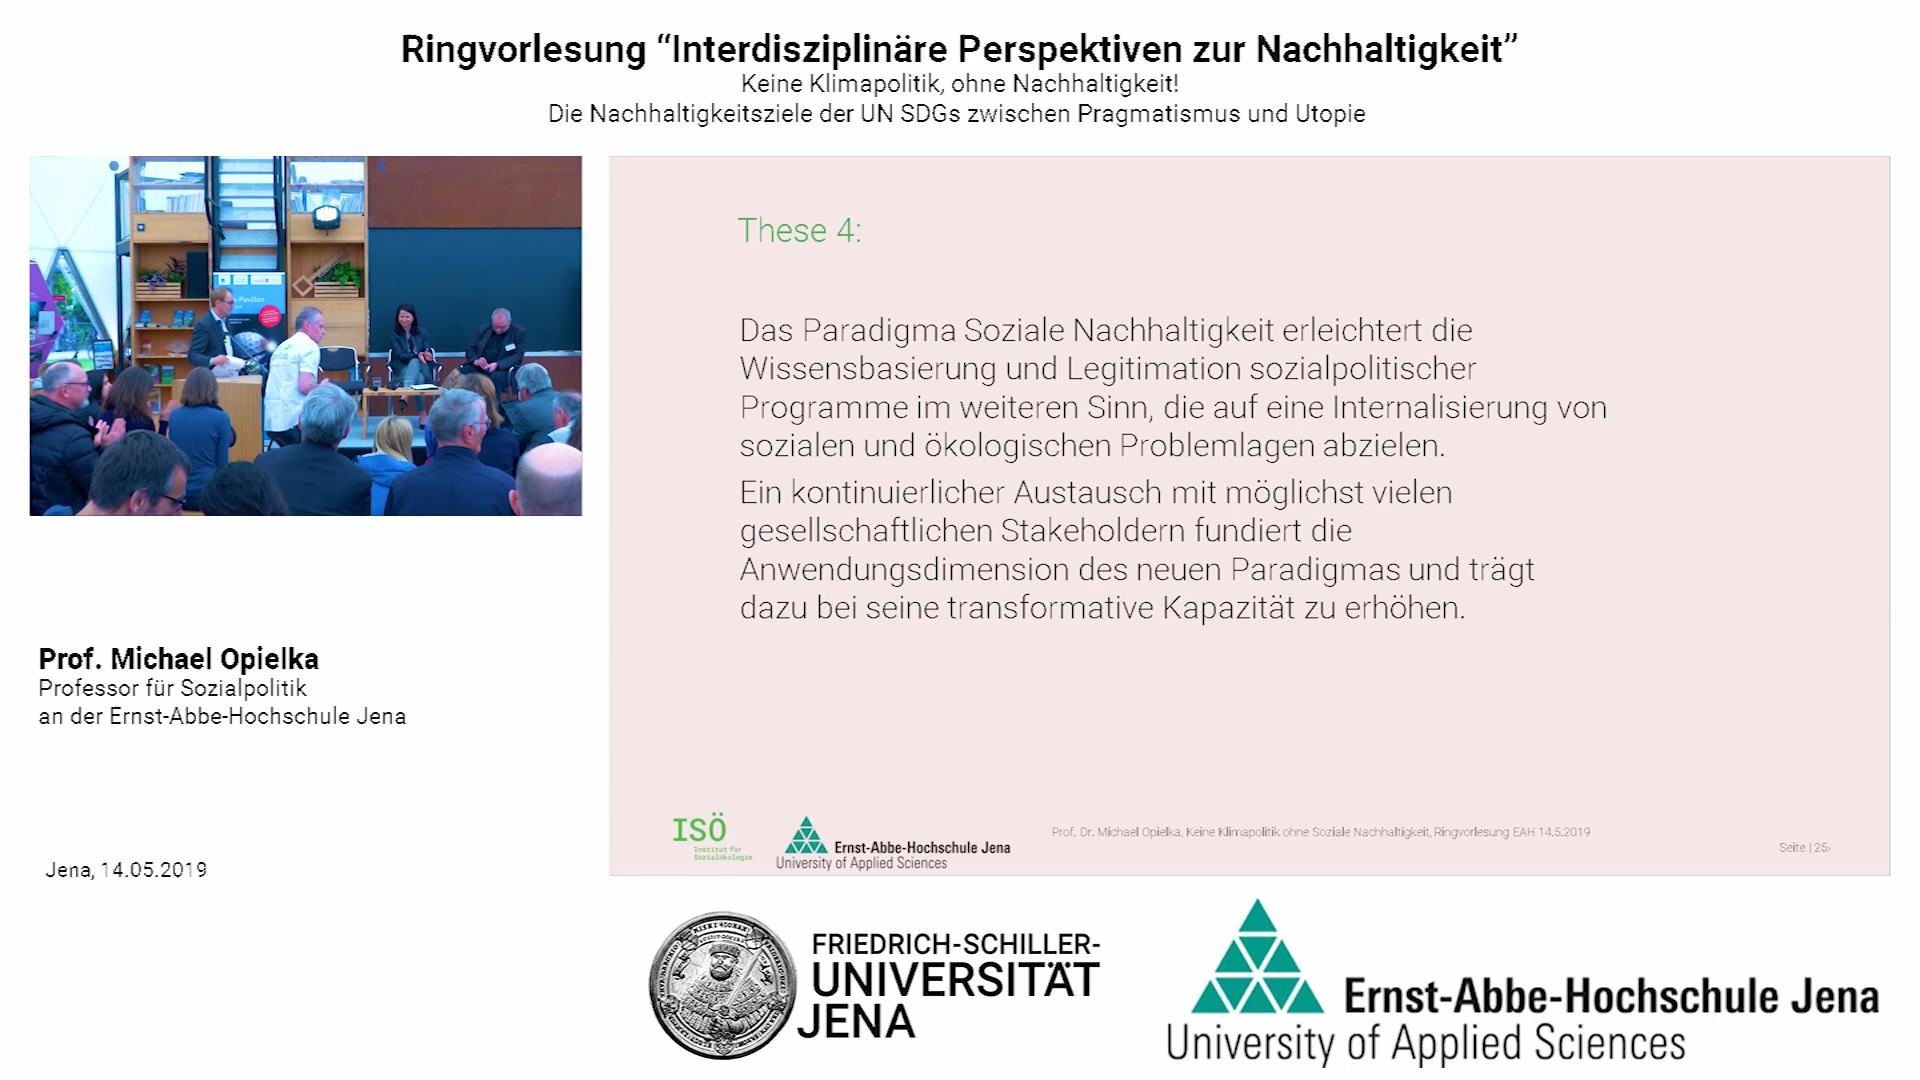 Ringvorlesung “Interdisziplinäre Perspektiven zur Nachhaltigkeit”
Keine Klimapolitik, ohne Nachhaltigkeit!
Die Nachhaltigkeitsziele der UN SDGs zwischen Pragmatismus und Utopie
These 4:
Das Paradigma Soziale Nachhaltigkeit erleichtert die
Wissensbasierung und Legitimation sozialpolitischer
Programme im weiteren Sinn, die auf eine Internalisierung von
sozialen und ökologischen Problemlagen abzielen.
Ein kontinuierlicher Austausch mit möglichst vielen
gesellschaftlichen Stakeholdern fundiert die
Anwendungsdimension des neuen Paradigmas und trägt
dazu bei seine transformative Kapazität zu erhöhen.
ISÖ
Institut für
Sozialökologie
Ernst-Abbe-Hochschule Jena
University of Applied Sciences
Prof. Dr. Michael Opielka, Keine Klimapolitik ohne Soziale Nachhaltigkeit, Ringvorlesung EAH 14.5.2019
Seite | 25›
Pavillon
Prof. Michael Opielka
Professor für Sozialpolitik
an der Ernst-Abbe-Hochschule Jena
Jena, 14.05.2019
FRIEDRICH-SCHILLER-
UNIVERSITÄT
JENA
Ernst-Abbe-Hochschule Jena
University of Applied Sciences